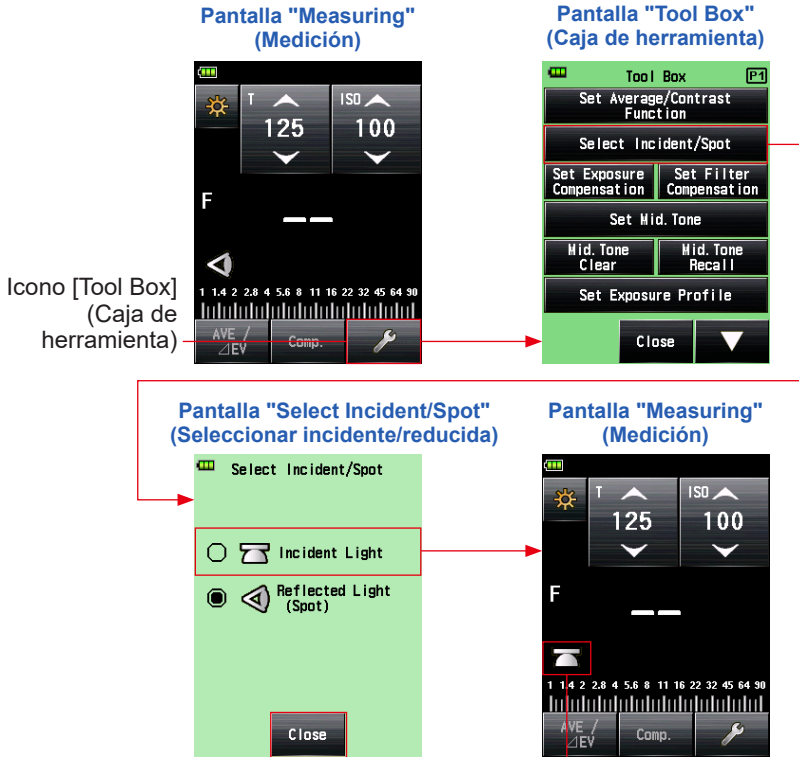 Pantalla "Measuring"
(Medición)
T
ISO
125
100
F
1 1.4 2 2.8 4 5.6 8 11 16 22 32 45 64 90
AVE /
⊿EV
Comp.
Icono [Tool Box]
(Caja de
herramienta)
Pantalla "Tool Box"
(Caja de herramienta)
Tool Box
P1
Set Average/Contrast
Function
Select Incident/Spot
Set Exposure
Compensation
Set Filter
Compensation
Set Mid. Tone
Mid. Tone
Clear
Mid. Tone
Recall
Set Exposure Profile
Close
Pantalla "Select Incident/Spot"
(Seleccionar incidente/reducida)
Select Incident/Spot
Incident Light
Reflected Light
(Spot)
Close
Pantalla "Measuring"
(Medición)
T
ISO
125
100
F
1 1.4 2 2.8 4 5.6 8 11 16 22 32 45 64 90
AVE /
⊿EV
Comp.